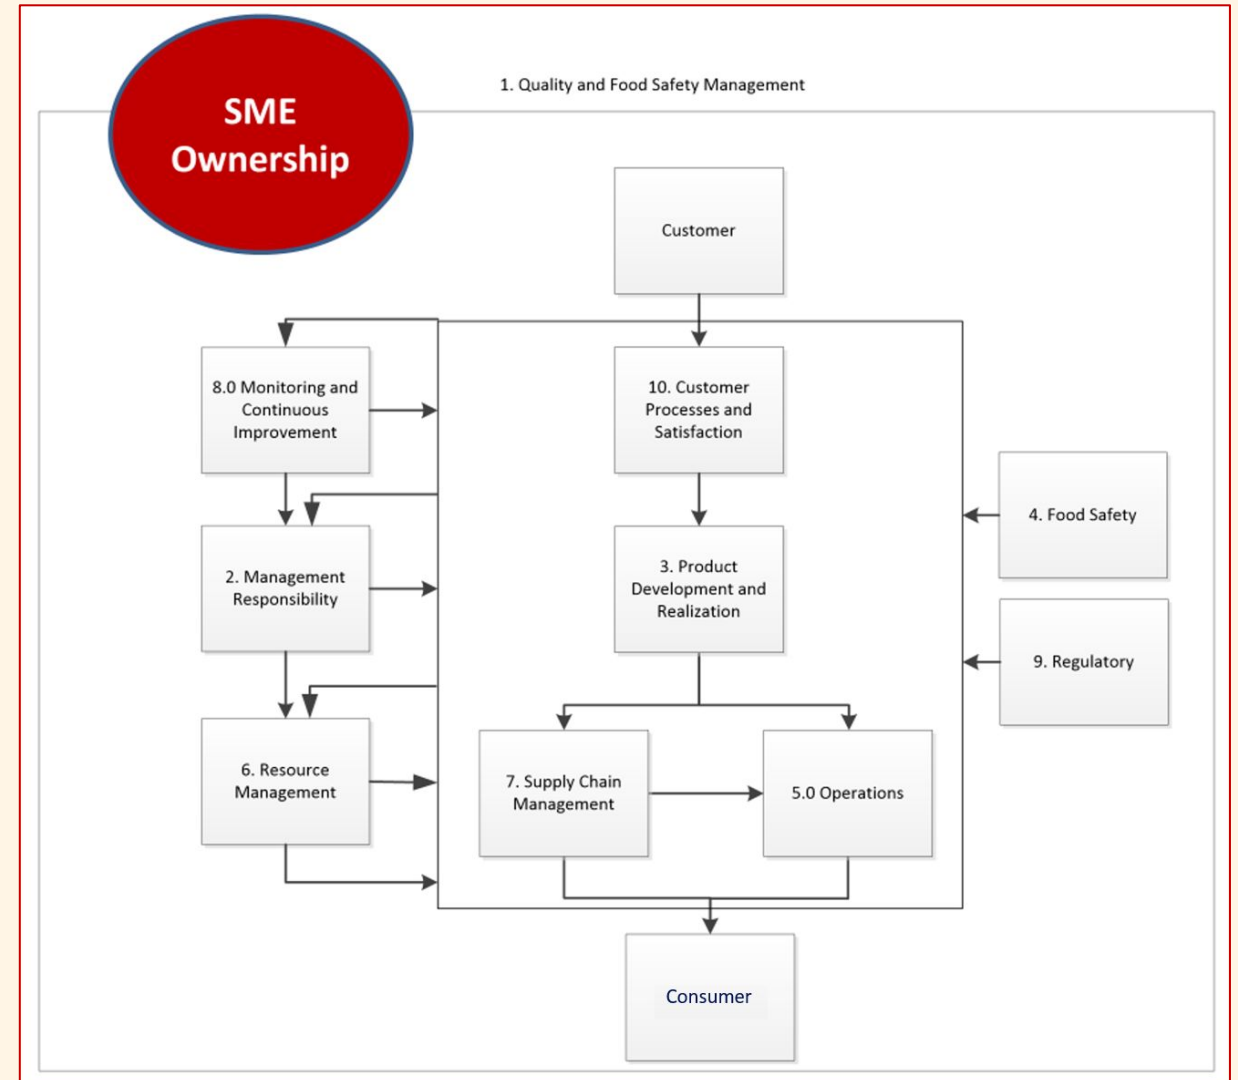 SME
Ownership
1. Quality and Food Safety Management
Customer
8.0 Monitoring and
Continuous
Improvement
10. Customer
Processes and
Satisfaction
4. Food Safety
2. Management
Responsibility
3. Product
Development and
Realization
9. Regulatory
6. Resource
Management
7. Supply Chain
Management
5.0 Operations
Consumer